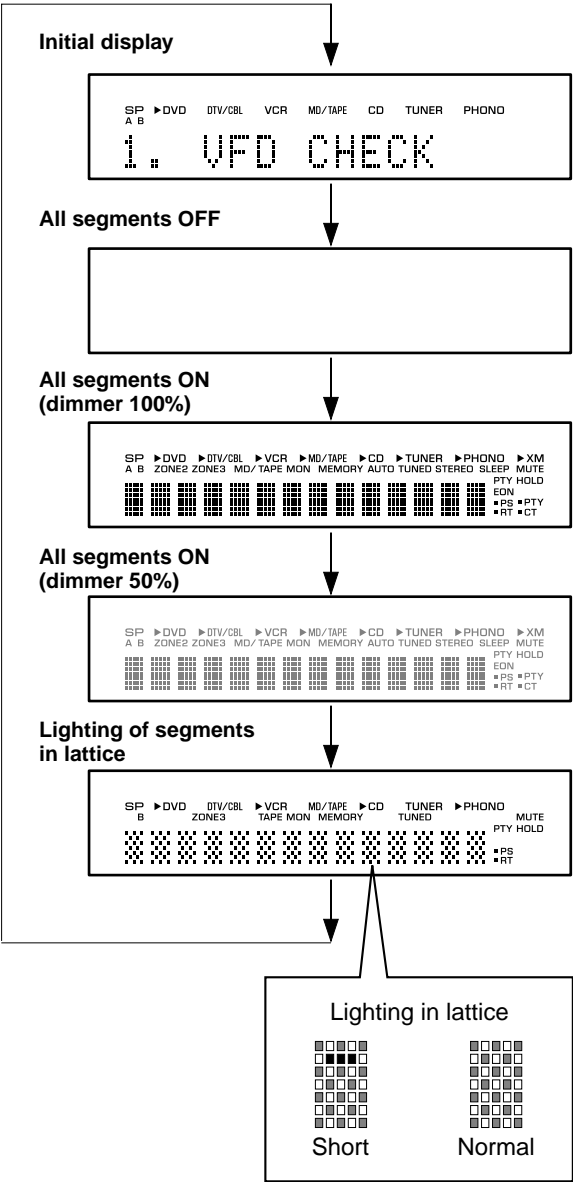 Initial display
SP ►DVD DTV/CBL VCR MD/TAPE CD TUNER PHONO
A B
1. VFD CHECK
All segments OFF
All segments ON
(dimmer 100%)
SP ►DVD ►DTV/CBL ►VCR ►MD/TAPE ►CD ►TUNER ►PHONO ►XM
A B ZONE2 ZONE3 MD/TAPE MON MEMORY AUTO TUNED STEREO SLEEP MUTE
PTY HOLD
EON
▪PS ▪PTY
▪RT ▪CT
All segments ON
(dimmer 50%)
SP ►DVD ►DTV/CBL ►VCR ►MD/TAPE ►CD ►TUNER ►PHONO ►XM
A B ZONE2 ZONE3 MD/TAPE MON MEMORY AUTO TUNED STEREO SLEEP MUTE
PTY HOLD
EON
▪PS ▪PTY
▪RT ▪CT
Lighting of segments
in lattice
SP ►DVD DTV/CBL ►VCR MD/TAPE ►CD TUNER ►PHONO
B ZONE3 TAPE MON MEMORY TUNED MUTE
PTY HOLD
▪PS
▪RT
Lighting in lattice
Short Normal